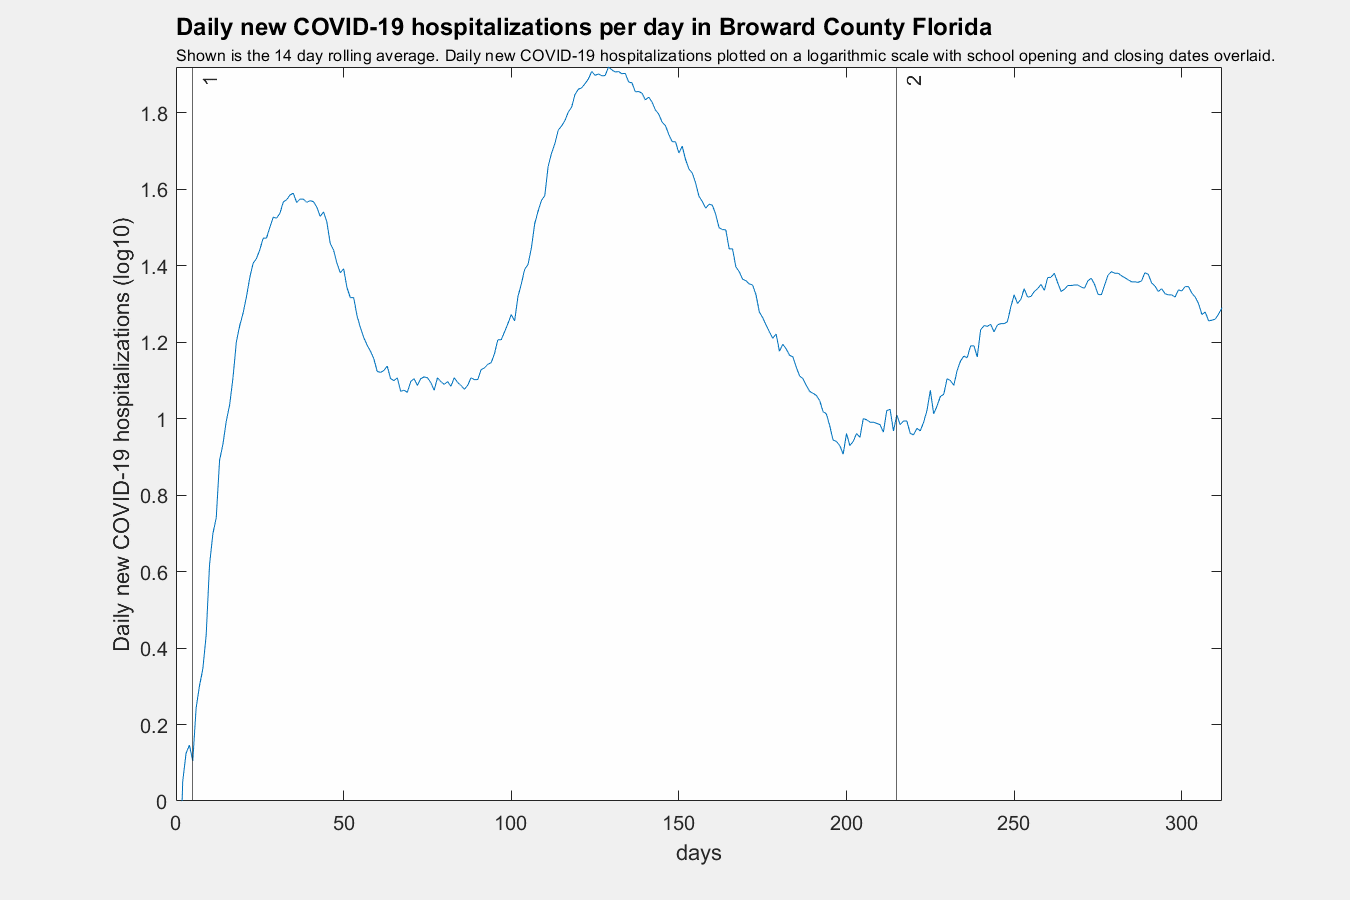 Daily new COVID-19 hospitalizations per day in Broward County Florida
Shown is the 14 day rolling average. Daily new COVID-19 hospitalizations plotted on a logarithmic scale with school opening and closing dates overlaid.
1
2
1.8
1.6
1.4
1.2
1
0.8
0.6
0.4
0.2
0
Daily new COVID-19 hospitalizations (log10)
0 50 100 150 200 250 300
days